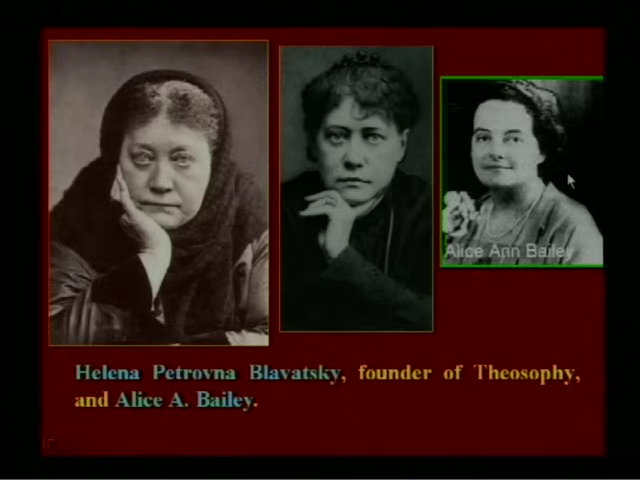 Alice Ann Bailey
Helena Petrovna Blavatsky, founder of Theosophy,
and Alice A. Bailey.